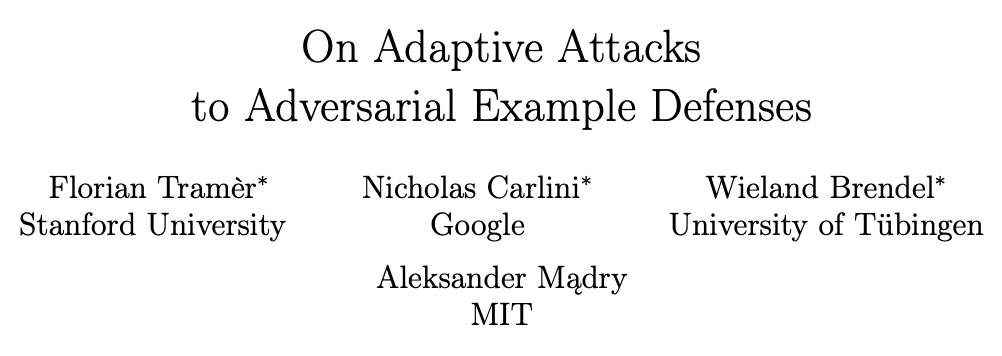 On Adaptive Attacks
to Adversarial Example Defenses
Florian Tramèr* Nicholas Carlini* Wieland Brendel*
Stanford University Google University of Tübingen
Aleksander Mądry
MIT